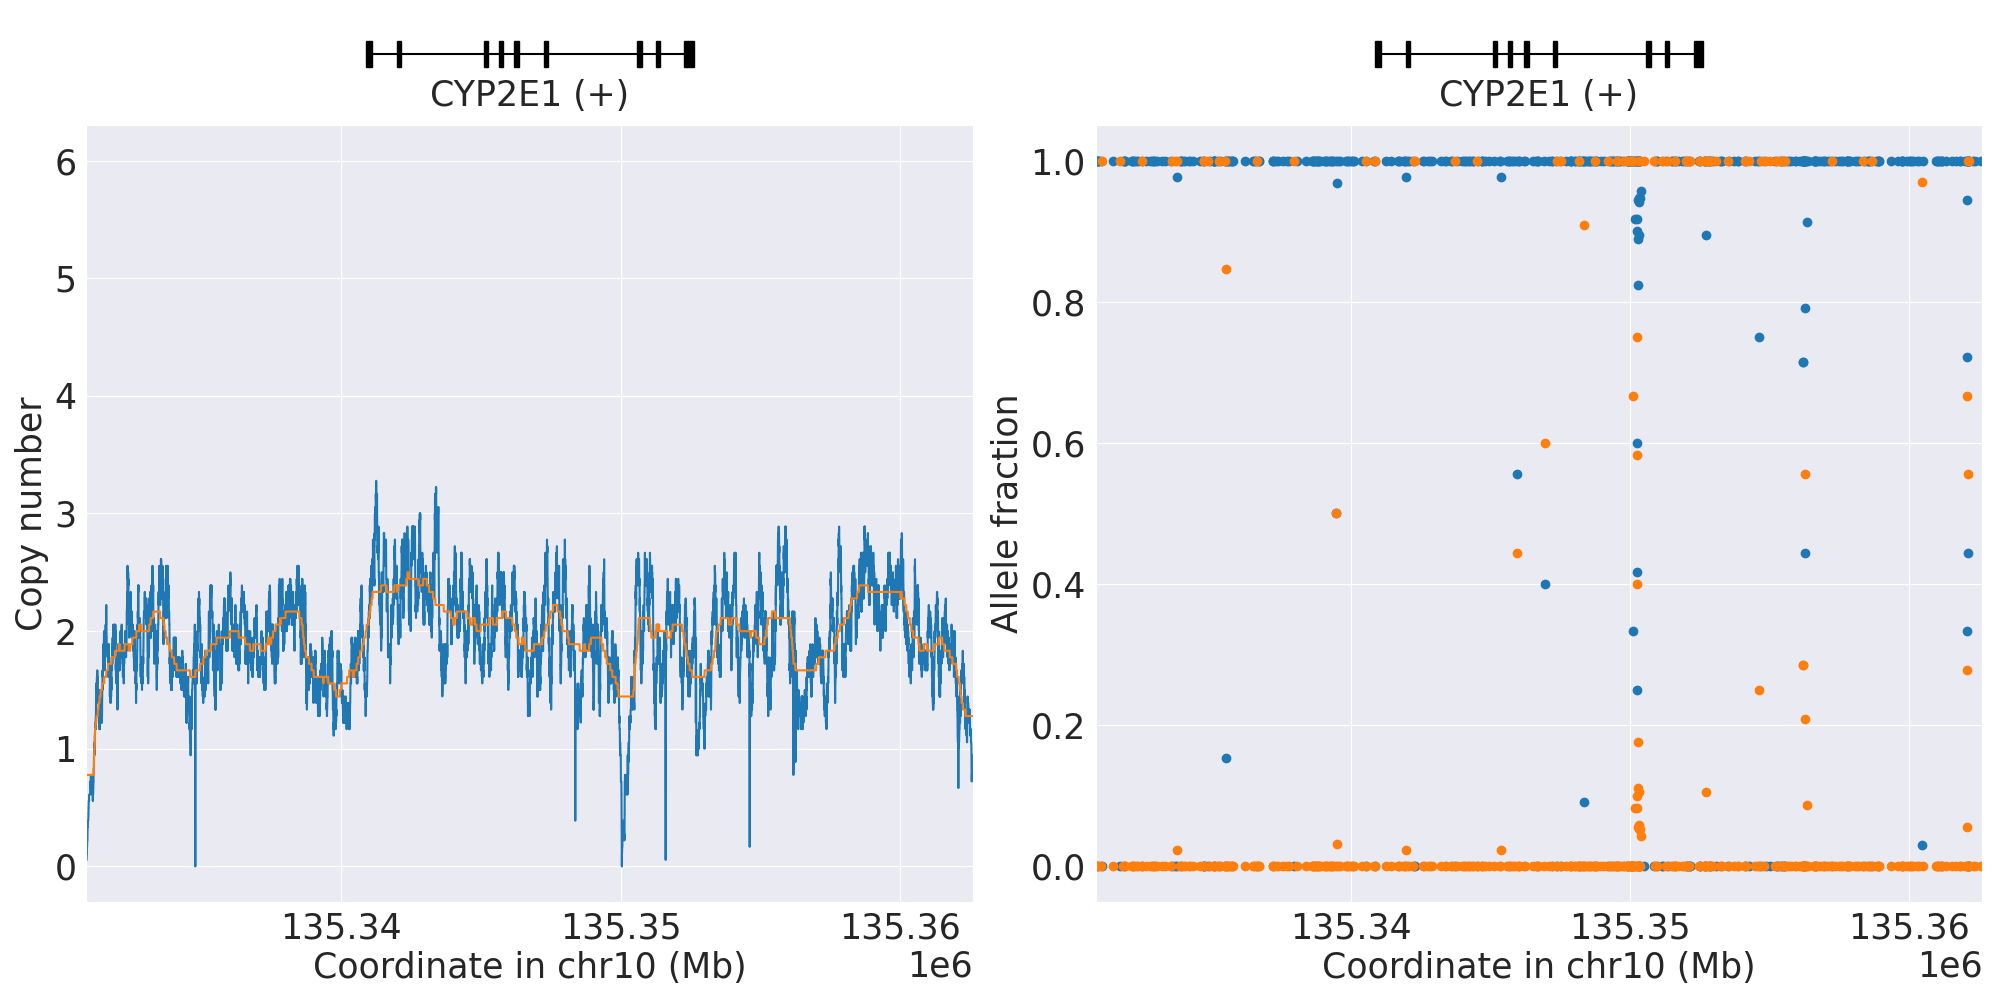 CYP2E1 (+)
6
5
4
3
2
1
0
Copy number
135.34 135.35 135.36
Coordinate in chr10 (Mb)
1e6
CYP2E1 (+)
1.0
0.8
0.6
0.4
0.2
0.0
Allele fraction
135.34 135.35 135.36
Coordinate in chr10 (Mb)
1e6